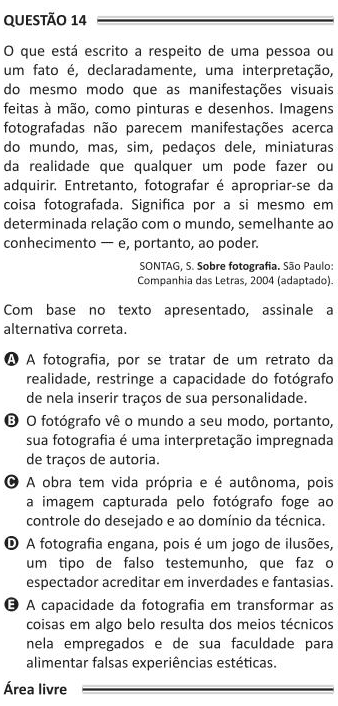 QUESTÃO 14
O que está escrito a respeito de uma pessoa ou
um fato é, declaradamente, uma interpretação,
do mesmo modo que as manifestações visuais
feitas à mão, como pinturas e desenhos. Imagens
fotografadas não parecem manifestações acerca
do mundo, mas, sim, pedaços dele, miniaturas
da realidade que qualquer um pode fazer ou
adquirir. Entretanto, fotografar é apropriar-se da
coisa fotografada. Significa por a si mesmo em
determinada relação com o mundo, semelhante ao
conhecimento — e, portanto, ao poder.
SONTAG, S. Sobre fotografia. São Paulo:
Companhia das Letras, 2004 (adaptado).
Com base no texto apresentado, assinale a
alternativa correta.
A A fotografia, por se tratar de um retrato da
realidade, restringe a capacidade do fotógrafo
de nela inserir traços de sua personalidade.
B O fotógrafo vê o mundo a seu modo, portanto,
sua fotografia é uma interpretação impregnada
de traços de autoria.
C A obra tem vida própria e é autônoma, pois
a imagem capturada pelo fotógrafo foge ao
controle do desejado e ao domínio da técnica.
D A fotografia engana, pois é um jogo de ilusões,
um tipo de falso testemunho, que faz o
espectador acreditar em inverdades e fantasias.
E A capacidade da fotografia em transformar as
coisas em algo belo resulta dos meios técnicos
nela empregados e de sua faculdade para
alimentar falsas experiências estéticas.
Área livre